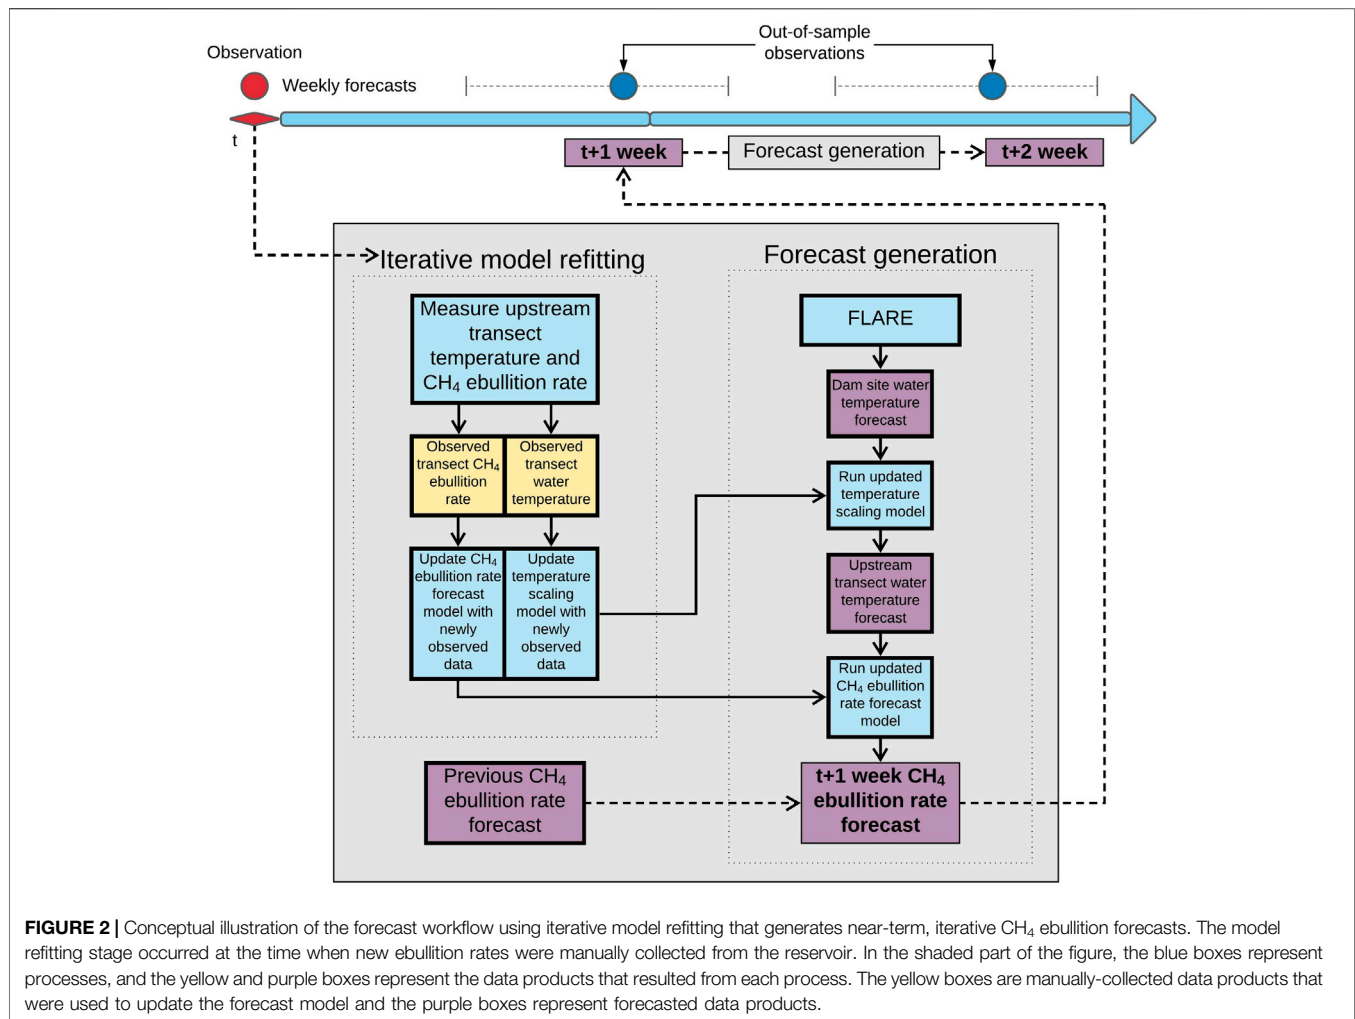 Out-of-sample
observations
Observation
Weekly forecasts
t
t+1 week
Forecast generation
t+2 week
Iterative model refitting
Forecast generation
Measure upstream
transect
temperature and
CH4 ebullition rate
Observed
transect CH4
ebullition
rate
Observed
transect
water
temperature
Update CH4
ebullition rate
forecast
model with
newly
observed
data
Update
temperature
scaling
model with
newly
observed
data
Previous CH4
ebullition rate
forecast
FLARE
Dam site water
temperature
forecast
Run updated
temperature
scaling model
Upstream
transect water
temperature
forecast
Run updated
CH4 ebullition
rate forecast
model
t+1 week CH4
ebullition rate
forecast
FIGURE 2 | Conceptual illustration of the forecast workflow using iterative model refitting that generates near-term, iterative CH4 ebullition forecasts. The model
refitting stage occurred at the time when new ebullition rates were manually collected from the reservoir. In the shaded part of the figure, the blue boxes represent
processes, and the yellow and purple boxes represent the data products that resulted from each process. The yellow boxes are manually-collected data products that
were used to update the forecast model and the purple boxes represent forecasted data products.